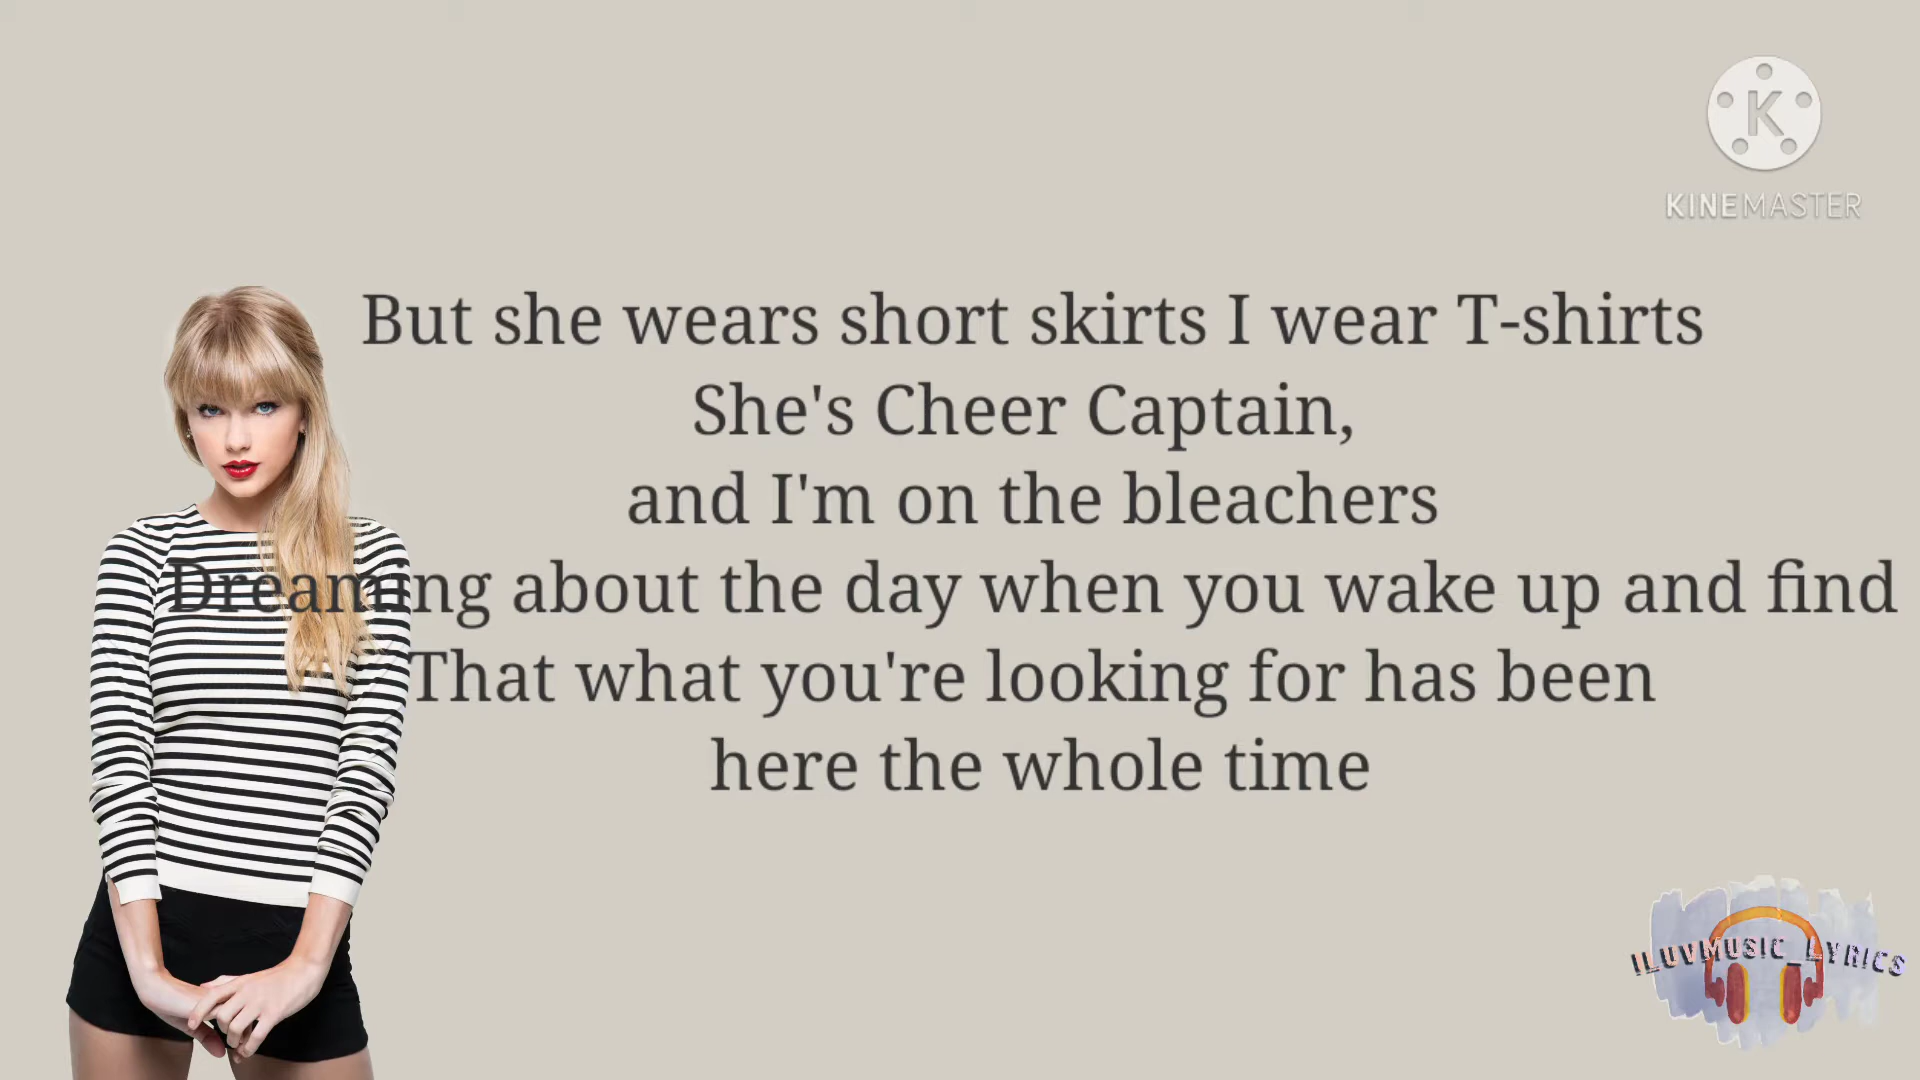 K
KINEMASTER
But she wears short skirts I wear T-shirts
She's Cheer Captain,
and I'm on the bleachers
Dreaming about the day when you wake up and find
That what you're looking for has been
here the whole time
ILUVMUSIC_LYRICS